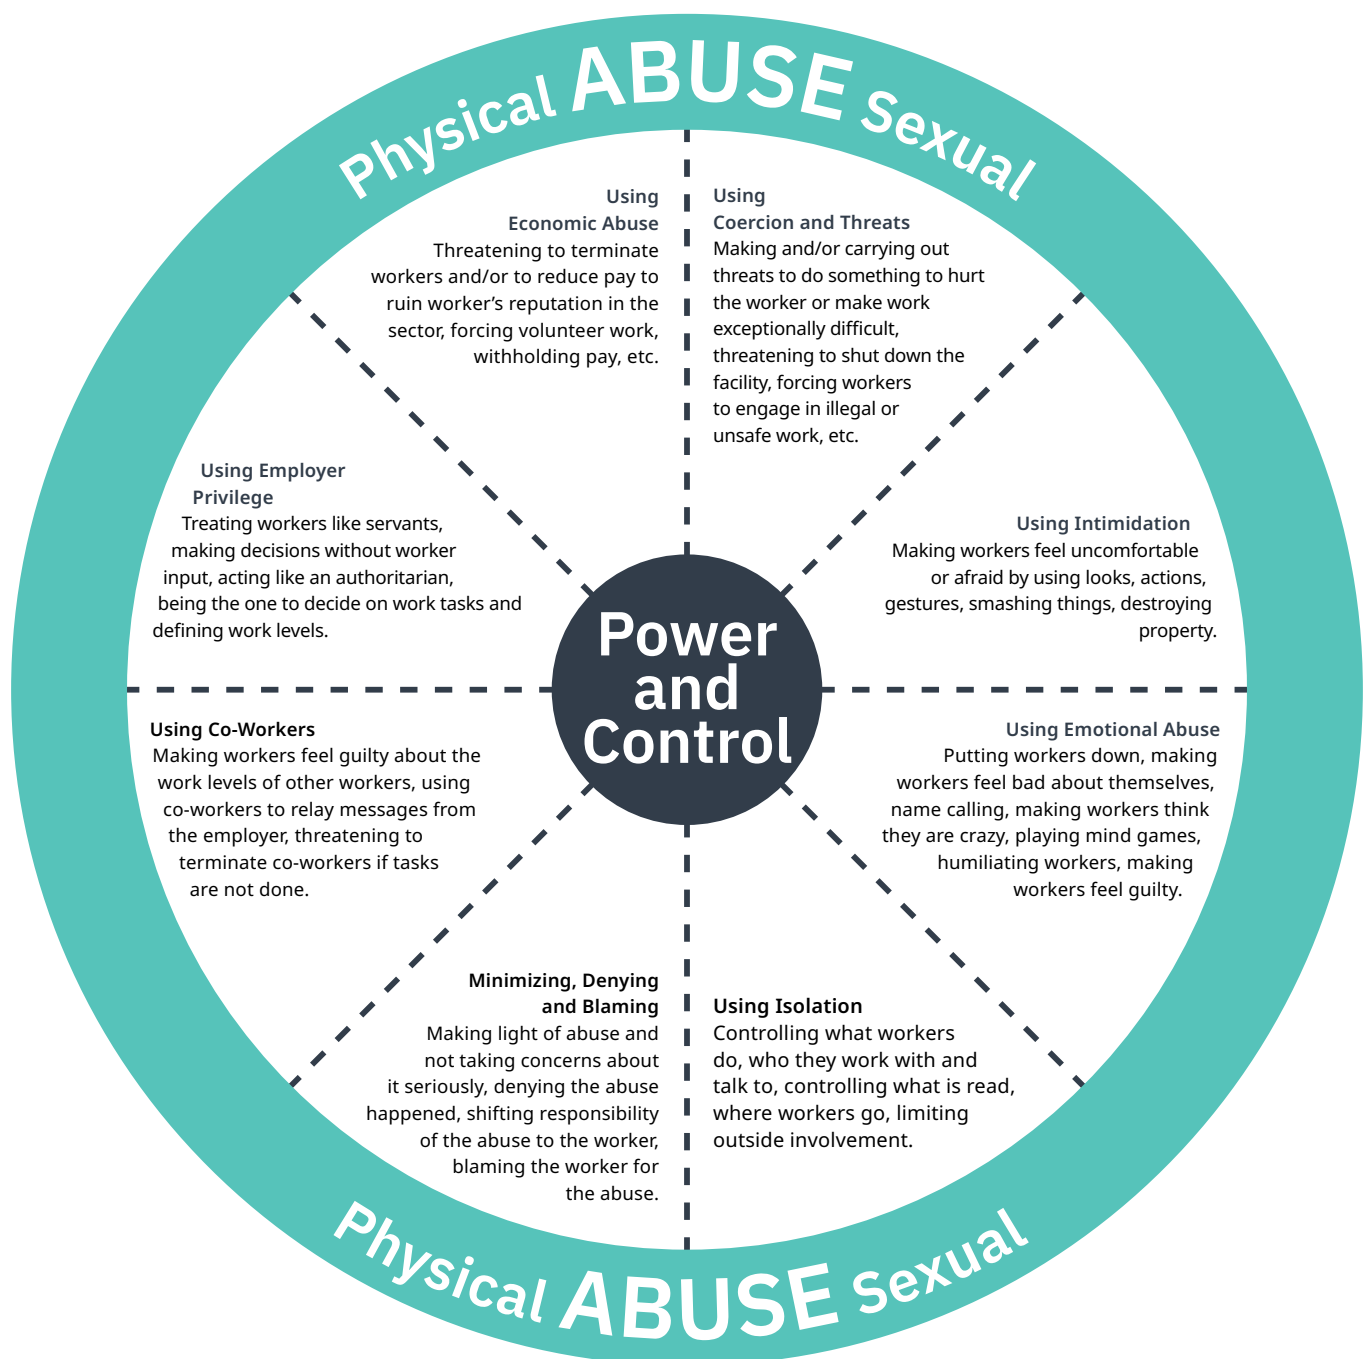 Physical ABUSE Sexual
Using
Economic Abuse
Threatening to terminate
workers and/or to reduce pay to
ruin worker’s reputation in the
sector, forcing volunteer work,
withholding pay, etc.
Using
Coercion and Threats
Making and/or carrying out
threats to do something to hurt
the worker or make work
exceptionally difficult,
threatening to shut down the
facility, forcing workers
to engage in illegal or
unsafe work, etc.
Using Employer
Privilege
Treating workers like servants,
making decisions without worker
input, acting like an authoritarian,
being the one to decide on work tasks and
defining work levels.
Using Intimidation
Making workers feel uncomfortable
or afraid by using looks, actions,
gestures, smashing things, destroying
property.
Power
and
Control
Using Co-Workers
Making workers feel guilty about the
work levels of other workers, using
co-workers to relay messages from
the employer, threatening to
terminate co-workers if tasks
are not done.
Using Emotional Abuse
Putting workers down, making
workers feel bad about themselves,
name calling, making workers think
they are crazy, playing mind games,
humiliating workers, making
workers feel guilty.
Minimizing, Denying
and Blaming
Making light of abuse and
not taking concerns about
it seriously, denying the abuse
happened, shifting responsibility
of the abuse to the worker,
blaming the worker for
the abuse.
Using Isolation
Controlling what workers
do, who they work with and
talk to, controlling what is read,
where workers go, limiting
outside involvement.
Physical ABUSE Sexual